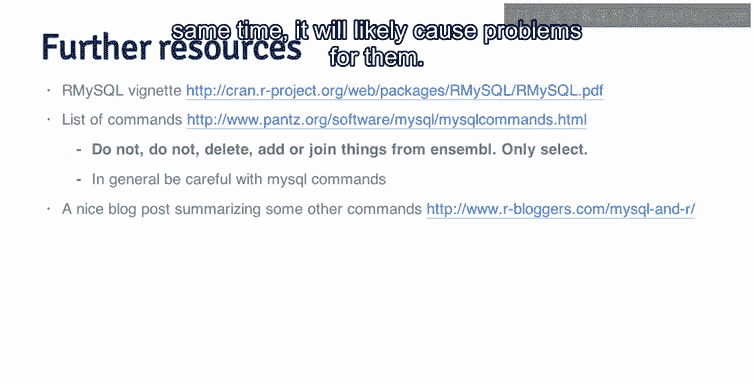 same time, it will likely cause problems
for them.
Further resources
· RMySQL vignette http://cran.r-project.org/web/packages/RMySQL/RMySQL.pdf
· List of commands http://www.pantz.org/software/mysql/mysqlcommands.html
- Do not, do not, delete, add or join things from ensembl. Only select.
- In general be careful with mysql commands
· A nice blog post summarizing some other commands http://www.r-bloggers.com/mysql-and-r/